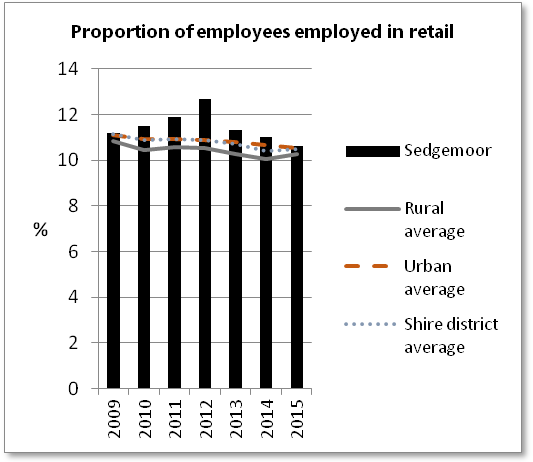 Proportion of employees employed in retail
14
12
10
8
6
4
2
0
%
2009
2010
2011
2012
2013
2014
2015
Sedgemoor
Rural
average
Urban
average
Shire district
average